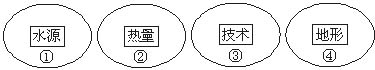 水源 热量 技术 地形
① ② ③ ④